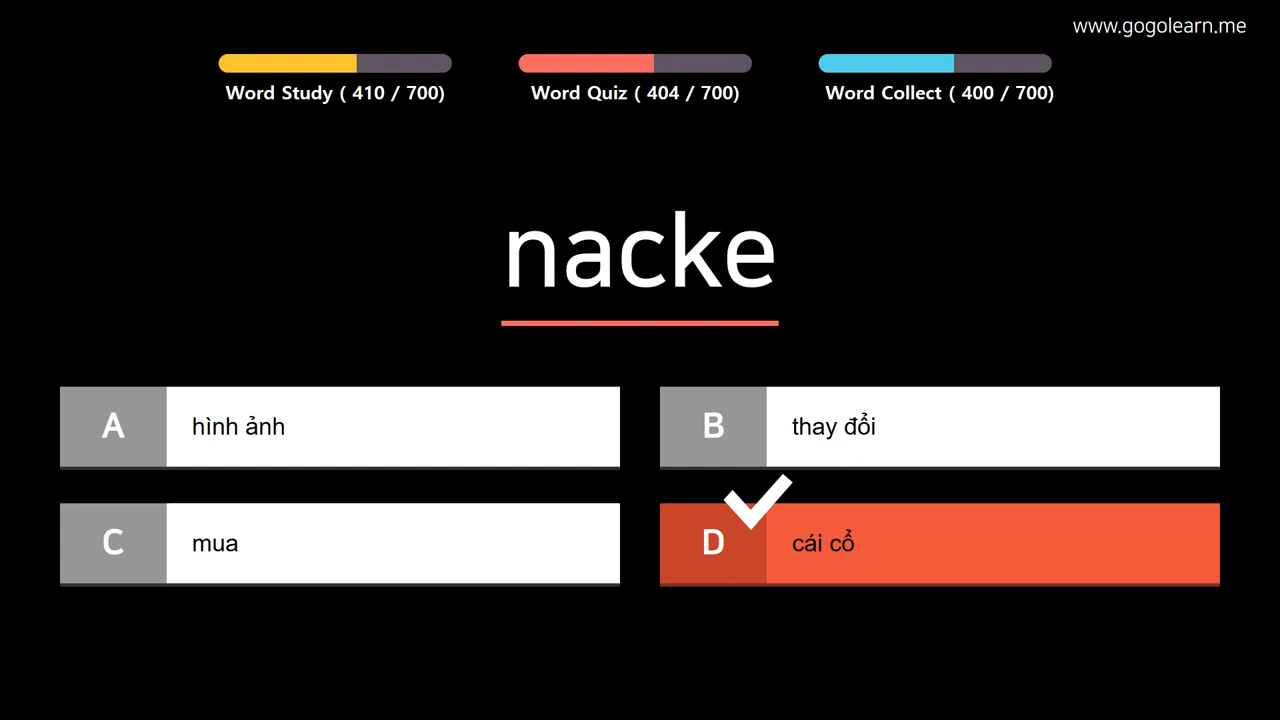 www.gogolearn.me
Word Study ( 410 / 700)
Word Quiz ( 404 / 700)
Word Collect ( 400 / 700)
nacke
A hình ảnh
B thay đổi
C mua
D cái cổ